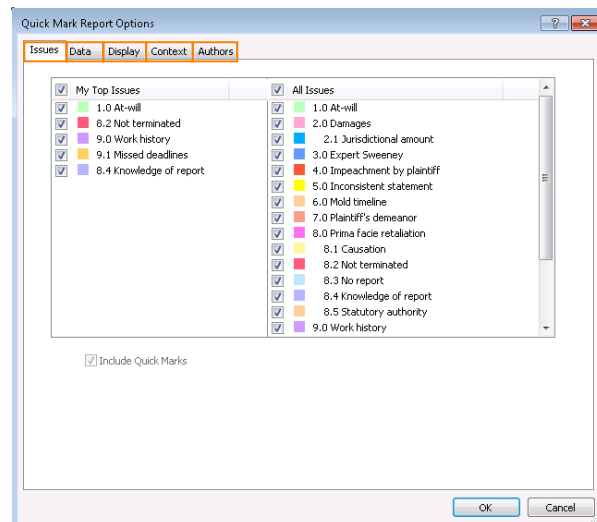 Quick Mark Report Options
Issues Data Display Context Authors
My Top Issues
1.0 At-will
8.2 Not terminated
9.0 Work history
9.1 Missed deadlines
8.4 Knowledge of report
All Issues
1.0 At-will
2.0 Damages
2.1 Jurisdictional amount
3.0 Expert Sweeney
4.0 Impeachment by plaintiff
5.0 Inconsistent statement
6.0 Mold timeline
7.0 Plaintiff's demeanor
8.0 Prima facie retaliation
8.1 Causation
8.2 Not terminated
8.3 No report
8.4 Knowledge of report
8.5 Statutory authority
9.0 Work history
Include Quick Marks
OK Cancel